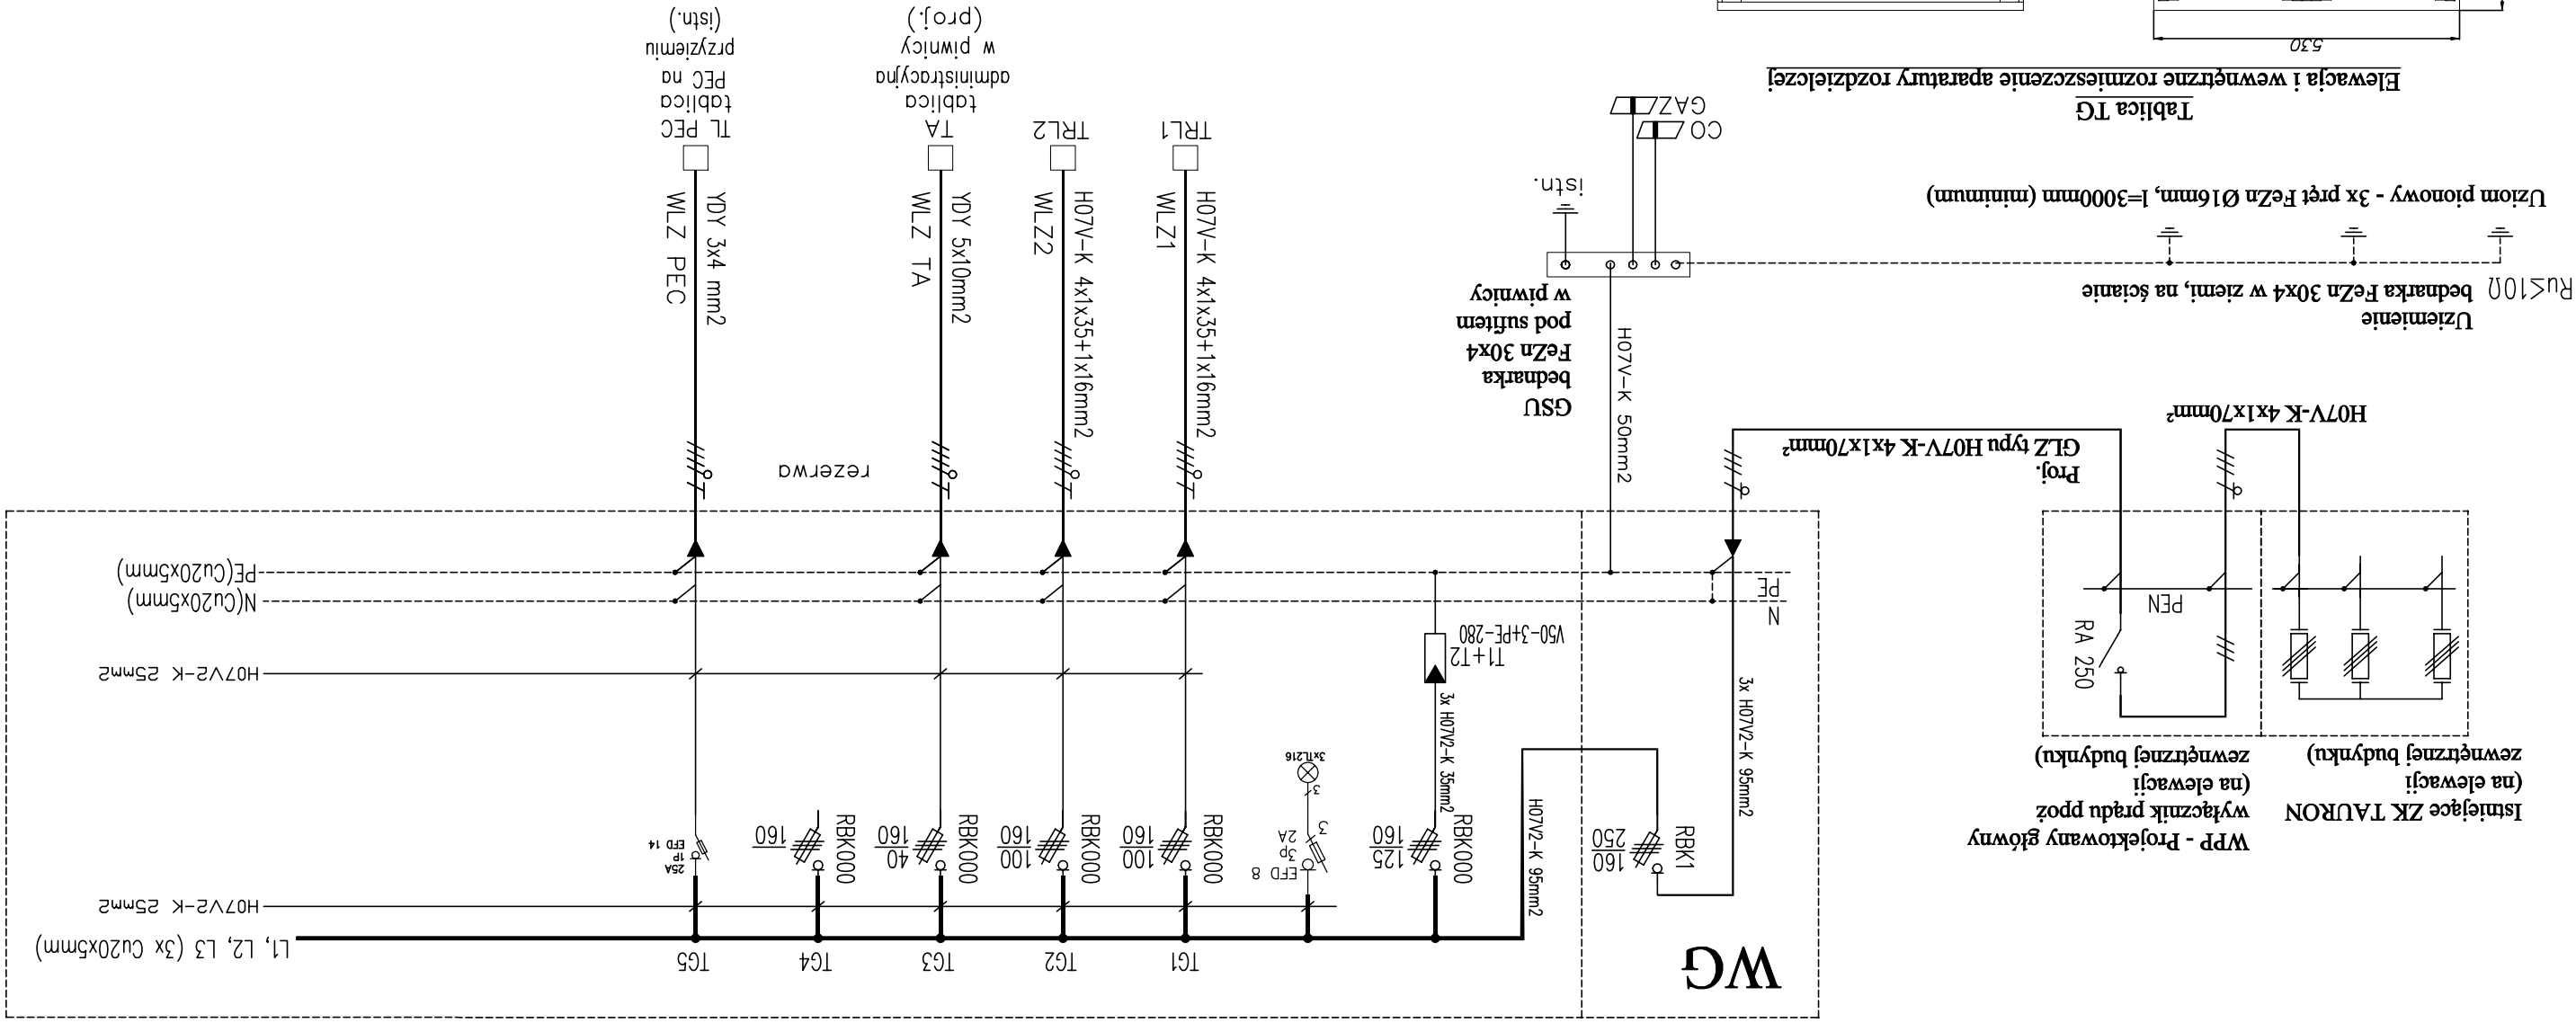 WG
TG1
TG2
TG3
TG4
TG5
L1, L2, L3 (3x Cu20x5mm)
H07V2-K 25mm2
RBK1
160
250
H07V2-K 95mm2
3x H07V2-K 95mm2
RBK000
125
160
3x H07V2-K 35mm2
T1+T2
V50-3+PE-280
EFD 8
3P
2A
3
3
3xTL216
RBK000
100
160
RBK000
100
160
RBK000
40
160
RBK000
160
25A
1P
EFD 14
H07V2-K 25mm2
N
PE
N(Cu20x5mm)
PE(Cu20x5mm)
WPP - Projektowany główny
wyłącznik prądu ppoż
(na elewacji
zewnętrznej budynku)
Istniejące ZK TAURON
(na elewacji
zewnętrznej budynku)
RA 250
PEN
Proj.
GLZ typu H07V-K 4x1x70mm²
H07V-K 4x1x70mm²
rezerwa
H07V-K 4x1x35+1x16mm2
WLZ1
TRL1
H07V-K 4x1x35+1x16mm2
WLZ2
TRL2
YDY 5x10mm2
WLZ TA
TA
tablica
administracyjna
w piwnicy
(proj.)
YDY 3x4 mm2
WLZ PEC
TL PEC
tablica
PEC na
przyziemiu
(istn.)
GSU
bednarka
FeZn 30x4
pod sufitem
w piwnicy
H07V-K 50mm2
istn.
CO
GAZ
Uziemienie
bednarka FeZn 30x4 w ziemi, na ścianie
Ru≤10Ω
Uziom pionowy - 3x pręt FeZn Ø16mm, l=3000mm (minimum)
Tablica TG
Elewacja i wewnętrzne rozmieszczenie aparatury rozdzielczej
530